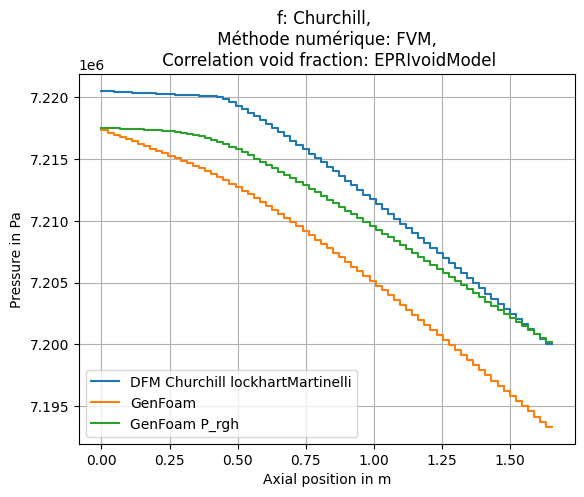 f: Churchill,
Méthode numérique: FVM,
Correlation void fraction: EPRIvoidModel
1e6
7.220
7.215
7.210
7.205
7.200
7.195
Pressure in Pa
DFM Churchill lockhartMartinelli
GenFoam
GenFoam P_rgh
0.00 0.25 0.50 0.75 1.00 1.25 1.50
Axial position in m